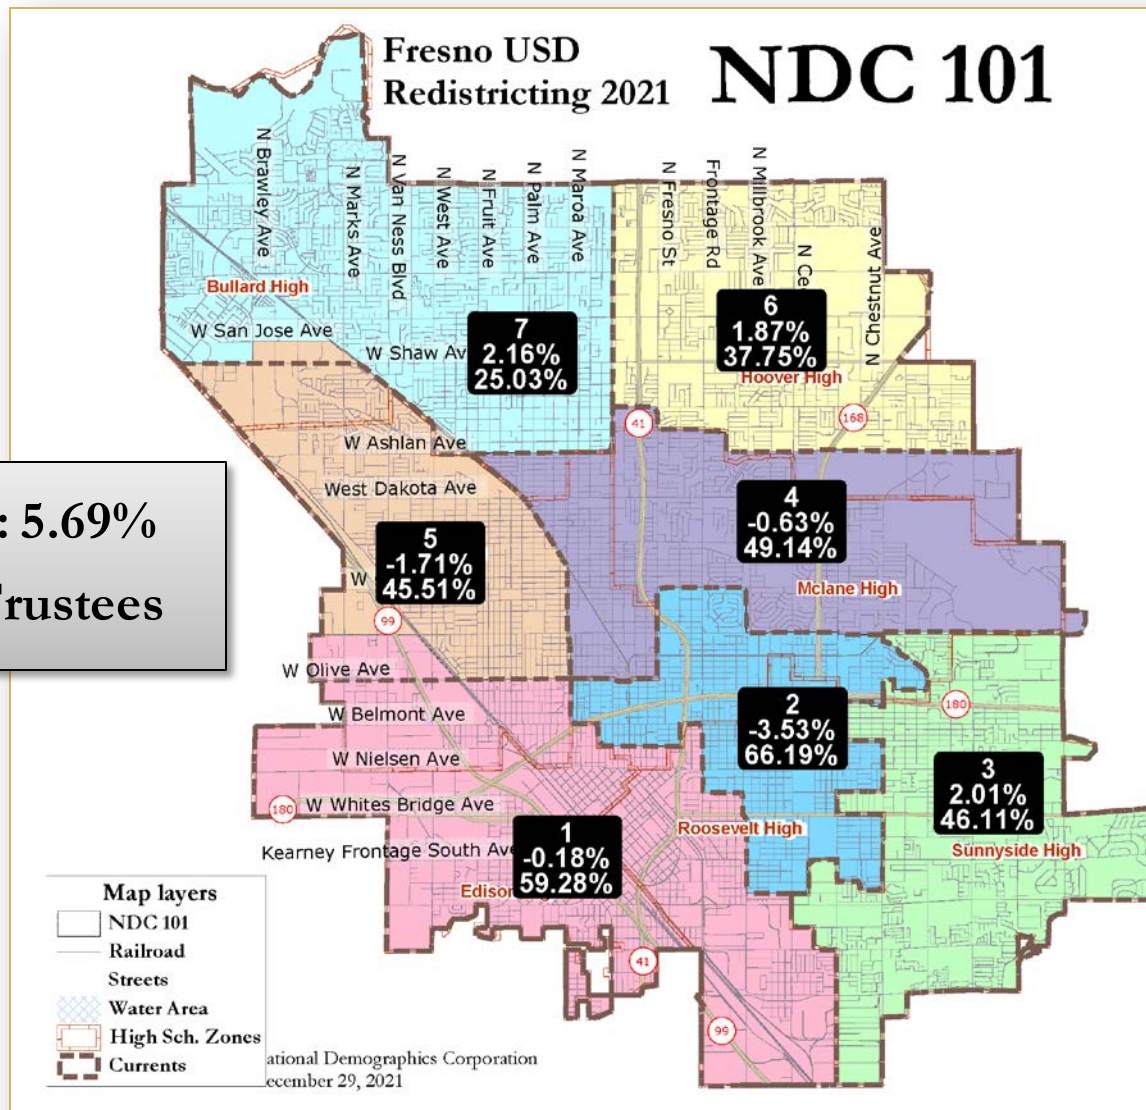 Fresno USD
Redistricting 2021
NDC 101
N Brawley Ave
N Marks Ave
N Van Ness Blvd
N West Ave
N Fruit Ave
N Palm Ave
N Maroa Ave
N Fresno St
Frontage Rd
N Millbrook Ave
N Ce
N Chestnut Ave
Bullard High
W San Jose Ave
W Shaw Av
7
2.16%
25.03%
6
1.87%
37.75%
Hoover High
41
168
W Ashlan Ave
West Dakota Ave
: 5.69%
Trustees
5
-1.71%
45.51%
W
99
4
-0.63%
49.14%
Mclane High
W Olive Ave
W Belmont Ave
W Nielsen Ave
180
W Whites Bridge Ave
2
-3.53%
66.19%
180
3
2.01%
46.11%
Sunnyside High
Roosevelt High
Kearney Frontage South Ave
1
-0.18%
59.28%
Edison
41
99
Map layers
NDC 101
Railroad
Streets
Water Area
High Sch. Zones
Currents
ational Demographics Corporation
ecember 29, 2021